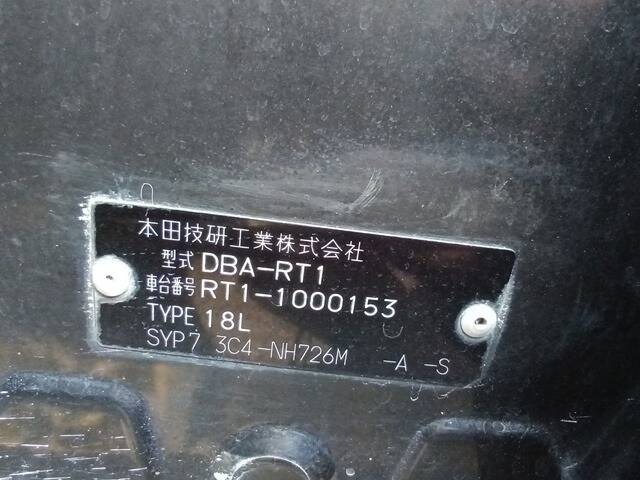 本田技研工業株式会社
型式 DBA-RT1
車台番号 RT1-1000153
TYPE 18L
SYP7 3C4-NH726M -A -S